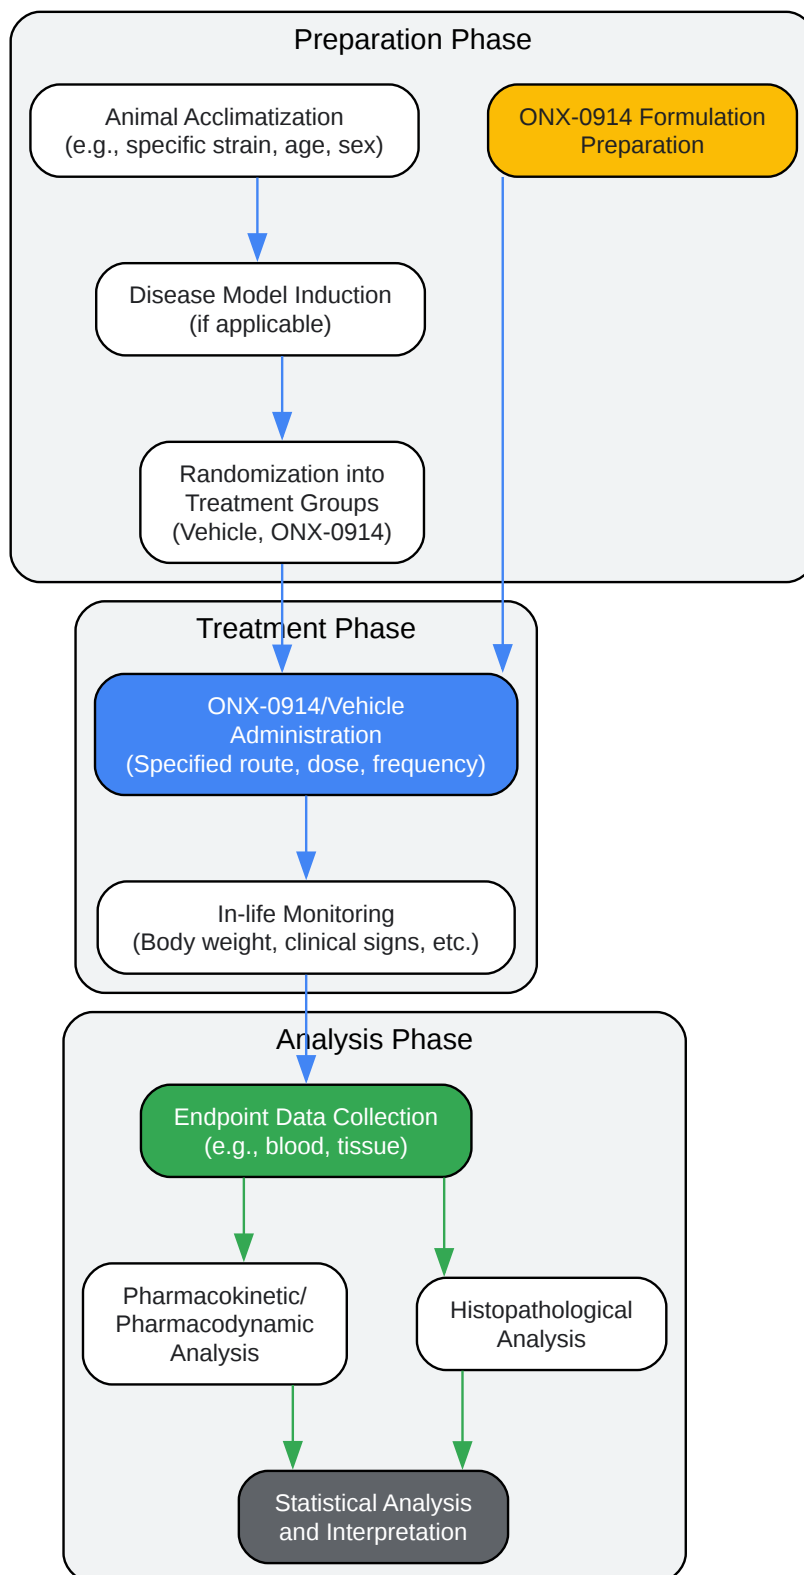 Preparation Phase
Animal Acclimatization
(e.g., specific strain, age, sex)
ONX-0914 Formulation
Preparation
Disease Model Induction
(if applicable)
Randomization into
Treatment Groups
(Vehicle, ONX-0914)
Treatment Phase
ONX-0914/Vehicle
Administration
(Specified route, dose, frequency)
In-life Monitoring
(Body weight, clinical signs, etc.)
Analysis Phase
Endpoint Data Collection
(e.g., blood, tissue)
Pharmacokinetic/
Pharmacodynamic
Analysis
Histopathological
Analysis
Statistical Analysis
and Interpretation